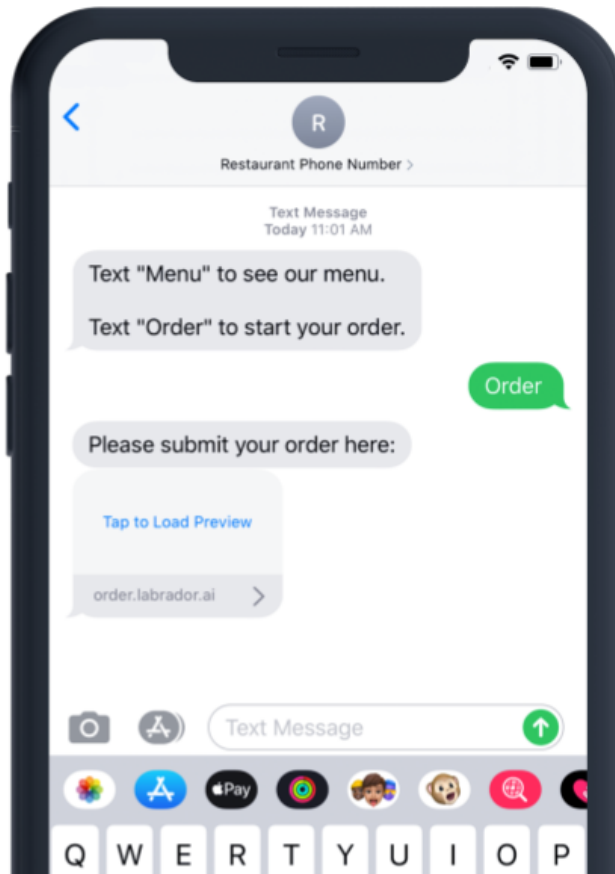 R
Restaurant Phone Number >
Text Message
Today 11:01 AM
Text "Menu" to see our menu.
Text "Order" to start your order.
Order
Please submit your order here:
Tap to Load Preview
order.labrador.ai
Text Message
Pay
Q W E R T Y U I O P